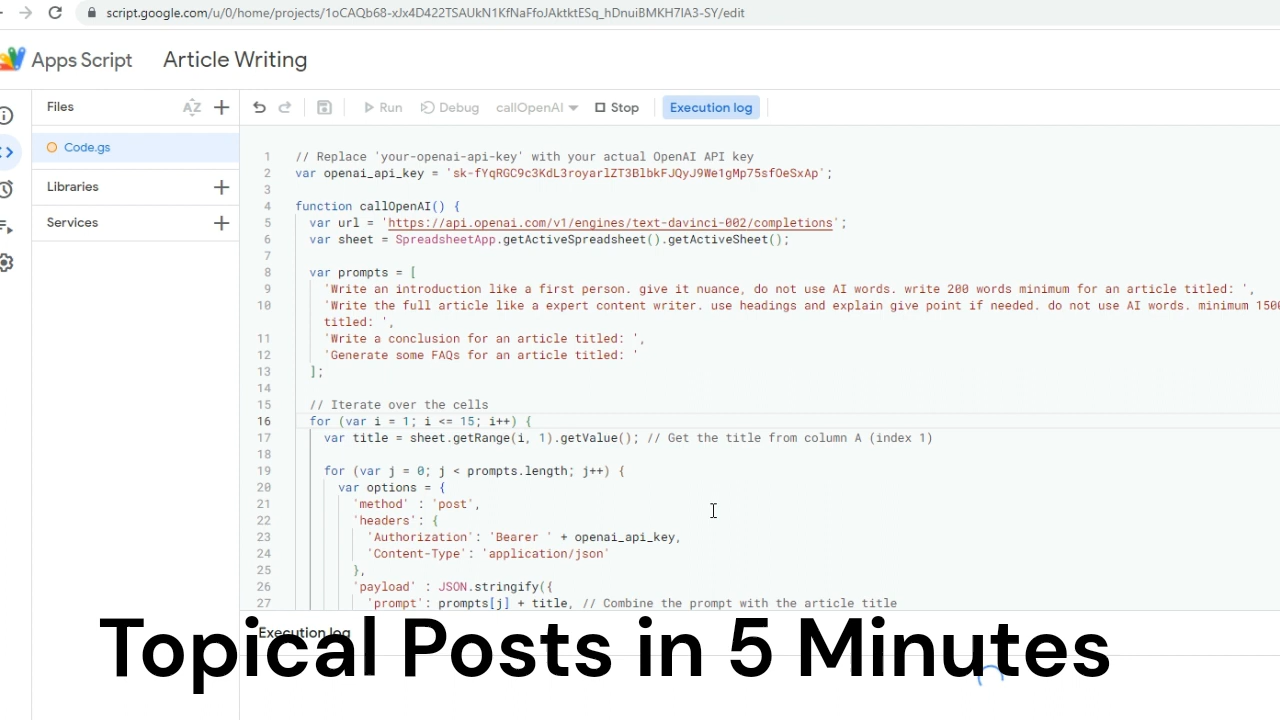 script.google.com/u/0/home/projects/1oCAQb68-xJx4D422TSAUkN1KfNaFfoJAktktESq_hDnuiBMKH7IA3-SY/edit
Apps Script Article Writing
Files AZ Run Debug callOpenAI Stop Execution log
Code.gs
Libraries
Services
1 // Replace 'your-openai-api-key' with your actual OpenAI API key
2 var openai_api_key = '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';
3
4 function callOpenAI() {
5 var url = 'https://api.openai.com/v1/engines/text-davinci-002/completions';
6 var sheet = SpreadsheetApp.getActiveSpreadsheet().getActiveSheet();
7
8 var prompts = [
9 'Write an introduction like a first person. give it nuance, do not use AI words. write 200 words minimum for an article titled: ',
10 'Write the full article like a expert content writer. use headings and explain give point if needed. do not use AI words. minimum 1500
titled: ',
11 'Write a conclusion for an article titled: ',
12 'Generate some FAQs for an article titled: '
13 ];
14
15 // Iterate over the cells
16 for (var i = 1; i <= 15; i++) {
17 var title = sheet.getRange(i, 1).getValue(); // Get the title from column A (index 1)
18
19 for (var j = 0; j < prompts.length; j++) {
20 var options = {
21 'method' : 'post',
22 'headers': {
23 'Authorization': 'Bearer ' + openai_api_key,
24 'Content-Type': 'application/json'
25 },
26 'payload' : JSON.stringify({
27 'prompt': prompts[j] + title, // Combine the prompt with the article title
Execution log
Topical Posts in 5 Minutes